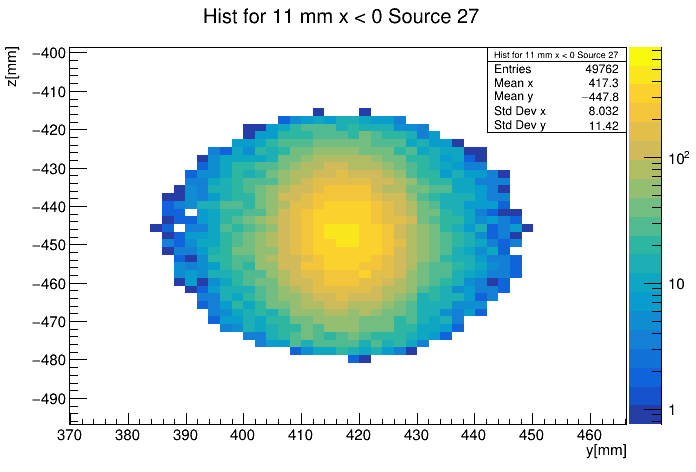 Hist for 11 mm x < 0 Source 27
z[mm]
Hist for 11 mm x < 0 Source 27
Entries 49762
Mean x 417.3
Mean y −447.8
Std Dev x 8.032
Std Dev y 11.42
−400
−410
−420
−430
−440
−450
−460
−470
−480
−490
10²
10
1
370 380 390 400 410 420 430 440 450 460
y[mm]